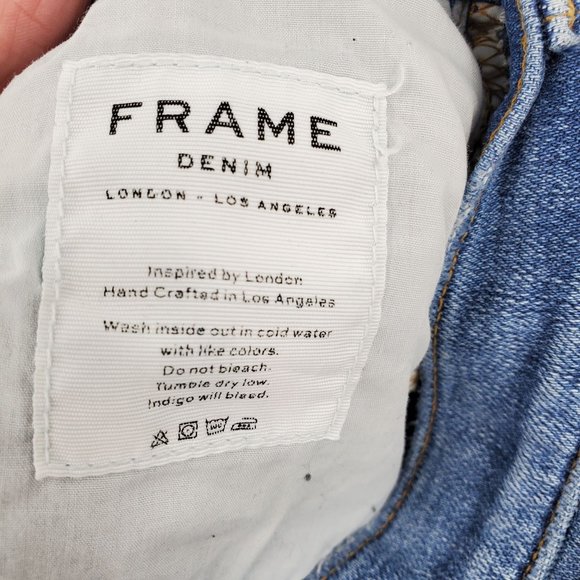 FRAME
DENIM
LONDON - LOS ANGELES
Inspired by London
Hand Crafted in Los Angeles
Wash inside out in cold water
with like colors.
Do not bleach.
Tumble dry low.
Indigo will bleed.